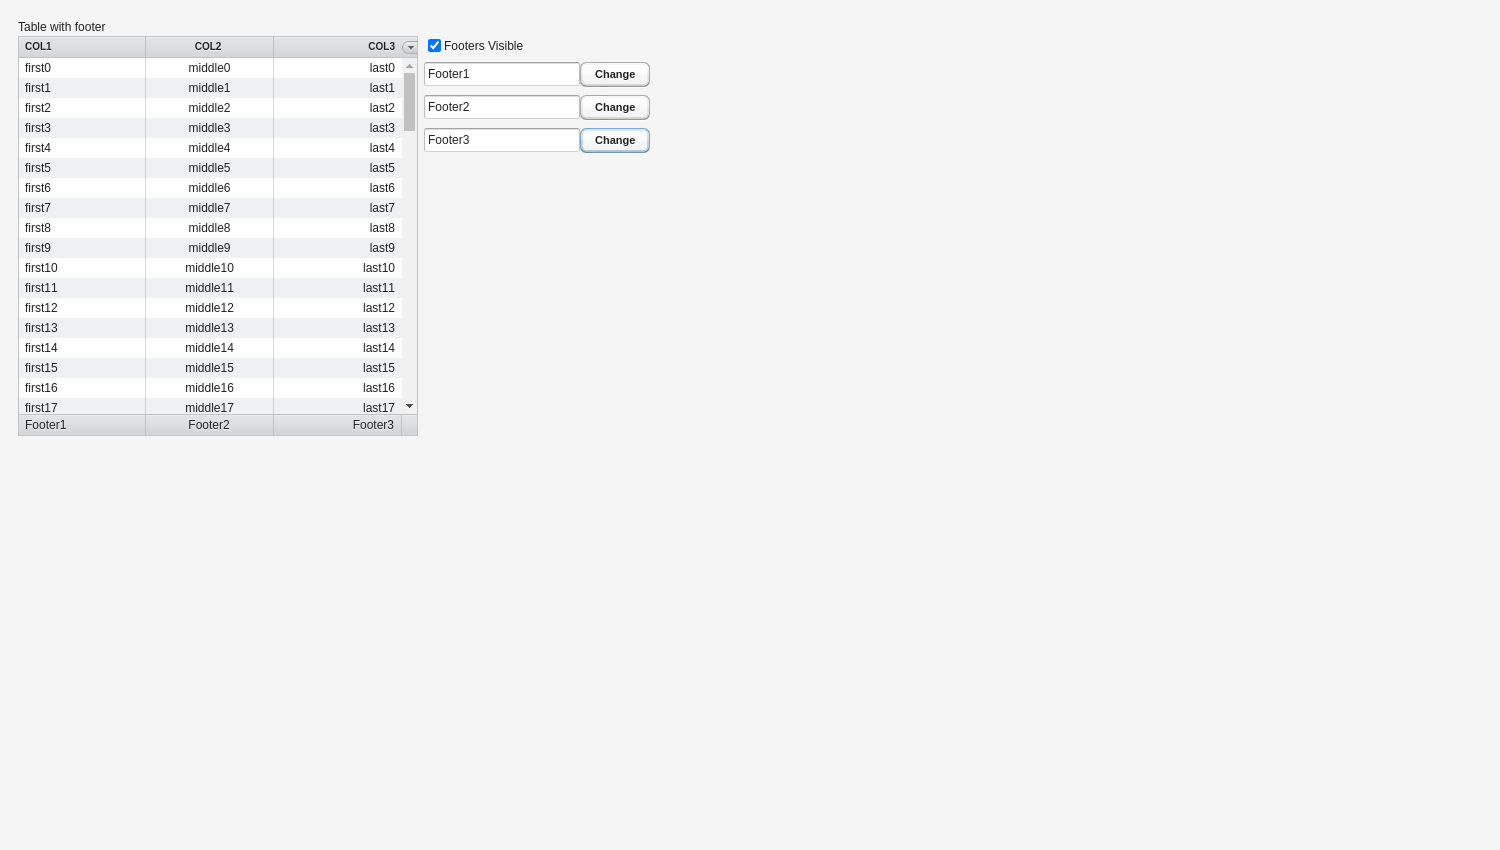 Table with footer
COL1 COL2 COL3
first0 middle0 last0
first1 middle1 last1
first2 middle2 last2
first3 middle3 last3
first4 middle4 last4
first5 middle5 last5
first6 middle6 last6
first7 middle7 last7
first8 middle8 last8
first9 middle9 last9
first10 middle10 last10
first11 middle11 last11
first12 middle12 last12
first13 middle13 last13
first14 middle14 last14
first15 middle15 last15
first16 middle16 last16
first17 middle17 last17
Footer1 Footer2 Footer3
Footers Visible
Footer1 Change
Footer2 Change
Footer3 Change